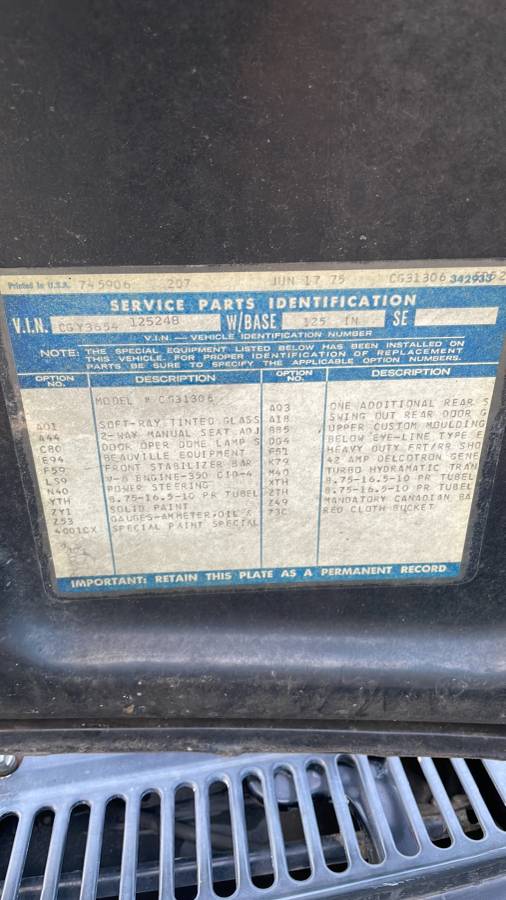 Printed in U.S.A. 745906 207 JUN 17 75 CG31306 342933
SERVICE PARTS IDENTIFICATION
V.I.N. CGY3654 125248 W/BASE 125 IN SE
V.I.N. — VEHICLE IDENTIFICATION NUMBER
NOTE: THE SPECIAL EQUIPMENT LISTED BELOW HAS BEEN INSTALLED ON
THIS VEHICLE. FOR PROPER IDENTIFICATION OF REPLACEMENT
PARTS BE SURE TO SPECIFY THE APPLICABLE OPTION NUMBERS.
OPTION NO. DESCRIPTION OPTION NO. DESCRIPTION
MODEL # CG31306
A01 SOFT-RAY TINTED GLASS
A44 2-WAY MANUAL SEAT ADJ
C80 DOOR OPER DOME LAMP S
E94 BEAUVILLE EQUIPMENT
F59 FRONT STABILIZER BAR
LS9 V-8 ENGINE-350 CID-4
N40 POWER STEERING
YTH 8.75-16.5-10 PR TUBEL
ZY1 SOLID PAINT
Z53 GAUGES-AMMETER,OIL &
4001CX SPECIAL PAINT SPECIAL
AQ3 ONE ADDITIONAL REAR S
A18 SWING OUT REAR DOOR G
B85 UPPER CUSTOM MOULDING
DG4 BELOW EYE-LINE TYPE E
F51 HEAVY DUTY FRT/RR SHO
K79 42 AMP DELCOTRON GENE
M40 TURBO HYDRAMATIC TRAN
XTH 8.75-16.5-10 PR TUBEL
ZTH 8.75-16.5-10 PR TUBEL
Z49 MANDATORY CANADIAN BA
73C RED CLOTH BUCKET
IMPORTANT: RETAIN THIS PLATE AS A PERMANENT RECORD